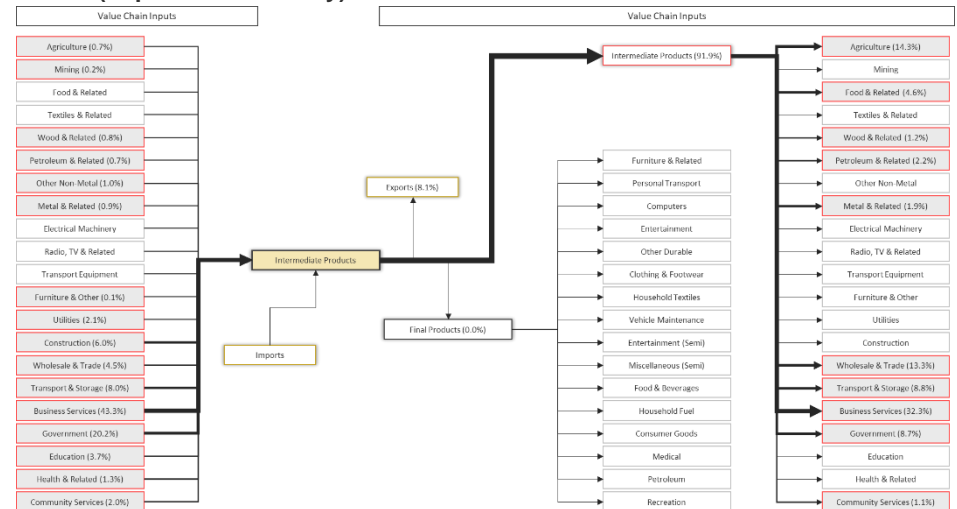 Value Chain Inputs
Value Chain Inputs
Agriculture (0.7%)
Mining (0.2%)
Food & Related
Textiles & Related
Wood & Related (0.8%)
Petroleum & Related (0.7%)
Other Non-Metal (1.0%)
Metal & Related (0.9%)
Electrical Machinery
Radio, TV & Related
Transport Equipment
Furniture & Other (0.1%)
Utilities (2.1%)
Construction (6.0%)
Wholesale & Trade (4.5%)
Transport & Storage (8.0%)
Business Services (43.3%)
Government (20.2%)
Education (3.7%)
Health & Related (1.3%)
Community Services (2.0%)
Intermediate Products
Imports
Exports (8.1%)
Final Products (0.0%)
Intermediate Products (91.9%)
Furniture & Related
Personal Transport
Computers
Entertainment
Other Durable
Clothing & Footwear
Household Textiles
Vehicle Maintenance
Entertainment (Semi)
Miscellaneous (Semi)
Food & Beverages
Household Fuel
Consumer Goods
Medical
Petroleum
Recreation
Agriculture (14.3%)
Mining
Food & Related (4.6%)
Textiles & Related
Wood & Related (1.2%)
Petroleum & Related (2.2%)
Other Non-Metal
Metal & Related (1.9%)
Electrical Machinery
Radio, TV & Related
Transport Equipment
Furniture & Other
Utilities
Construction
Wholesale & Trade (13.3%)
Transport & Storage (8.8%)
Business Services (32.3%)
Government (8.7%)
Education
Health & Related
Community Services (1.1%)